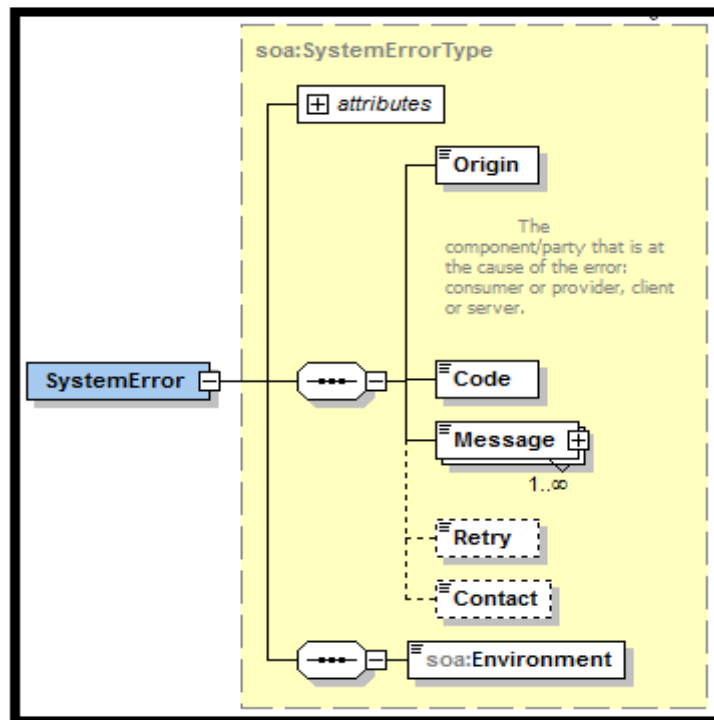 soa:SystemErrorType
attributes
Origin
The
component/party that is at
the cause of the error:
consumer or provider, client
or server.
SystemError
Code
Message
1..∞
Retry
Contact
soa:Environment